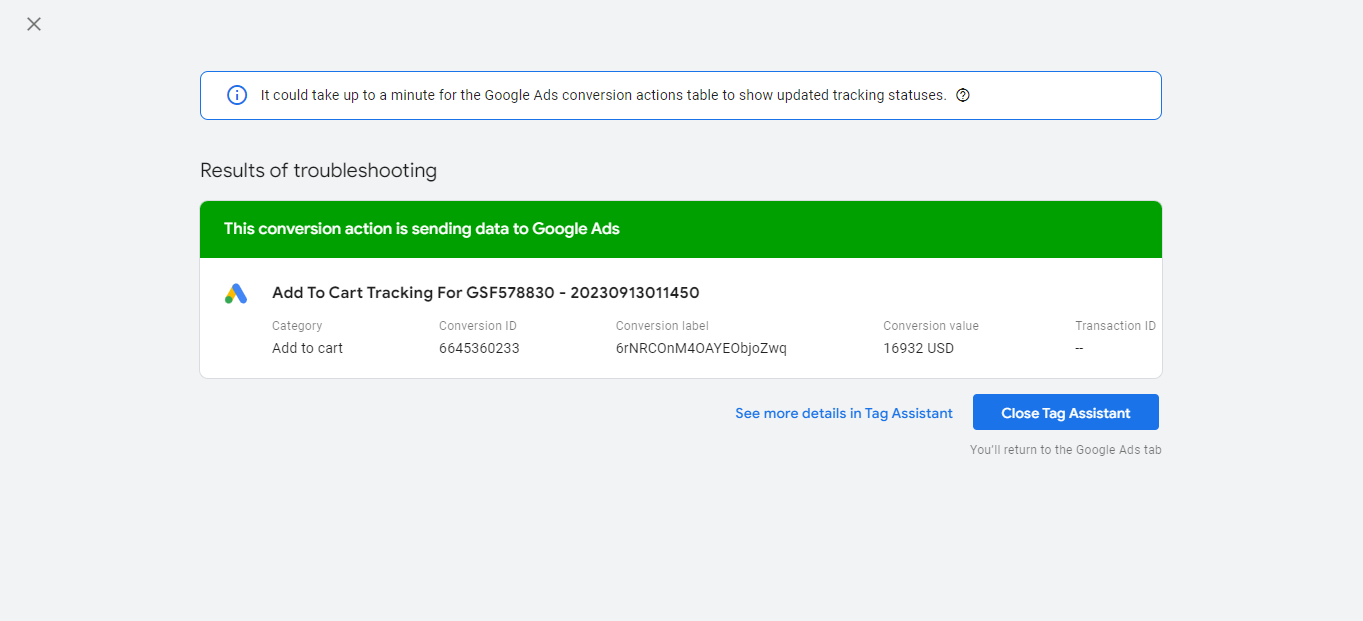 It could take up to a minute for the Google Ads conversion actions table to show updated tracking statuses.
Results of troubleshooting
This conversion action is sending data to Google Ads
Add To Cart Tracking For GSF578830 - 20230913011450
Category Conversion ID Conversion label Conversion value Transaction ID
Add to cart 6645360233 6rNRCOnM4OAYEObjoZwq 16932 USD --
See more details in Tag Assistant Close Tag Assistant
You'll return to the Google Ads tab